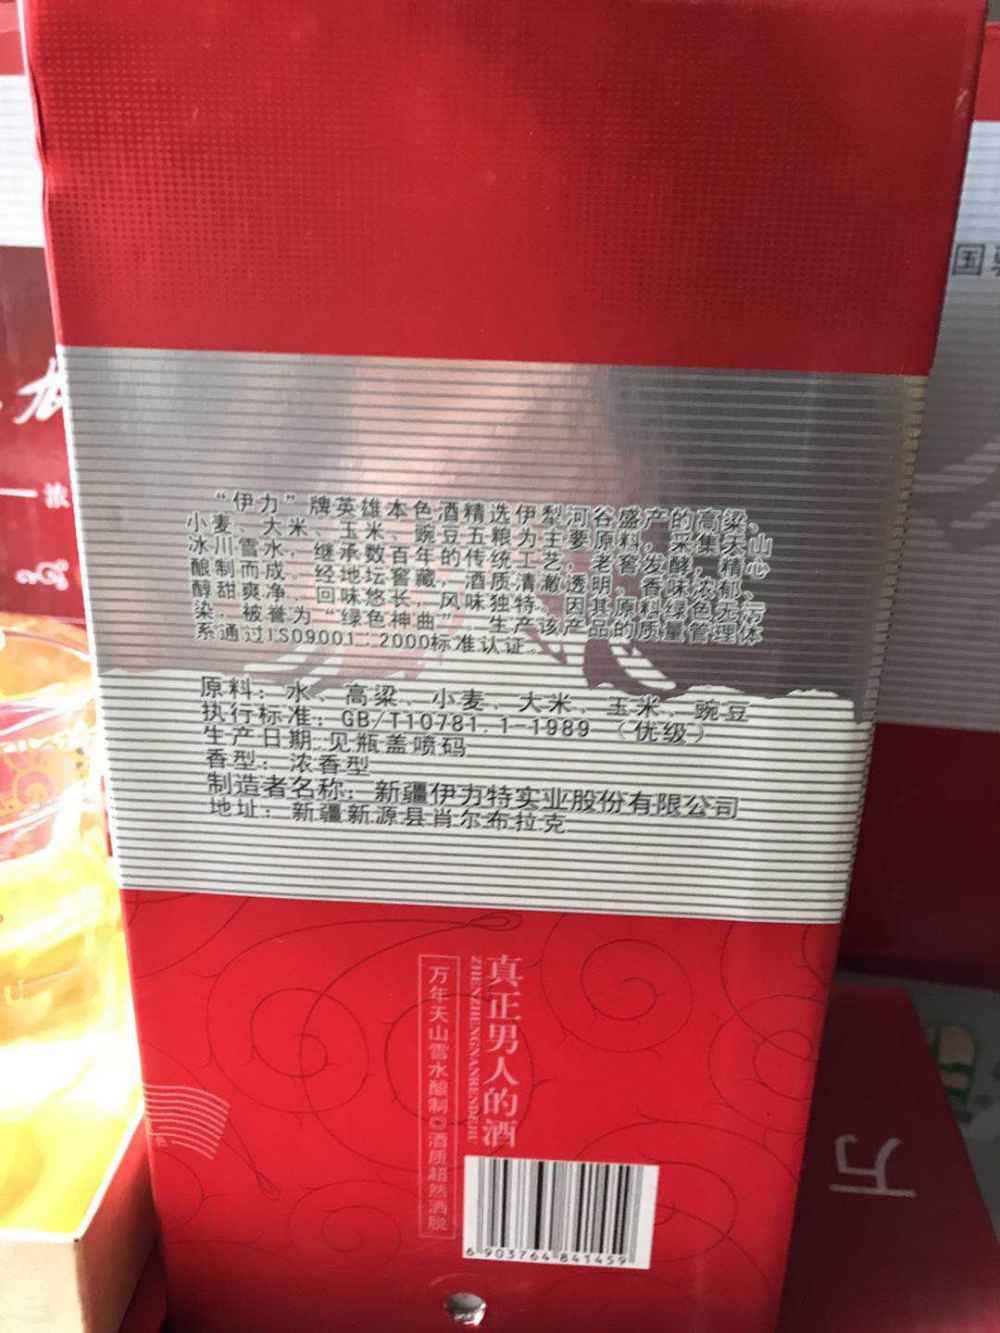 “伊力”牌英雄本色酒精选伊犁河谷盛产的高粱、
小麦、大米、玉米、豌豆五粮为主要原料，采集天山
冰川雪水，继承数百年的传统工艺，老窖发酵，精心
酿制而成。经地坛窖藏，酒质清澈透明，香味浓郁、
醇甜爽净、回味悠长，风味独特。因其原料绿色无污
染，被誉为“绿色神曲”。生产该产品的质量管理体
系通过ISO9001：2000标准认证。
原料：水、高粱、小麦、大米、玉米、豌豆
执行标准：GB/T10781.1-1989（优级）
生产日期：见瓶盖喷码
香型：浓香型
制造者名称：新疆伊力特实业股份有限公司
地址：新疆新源县肖尔布拉克
真正男人的酒
ZHENZHENGNANRENDEJIU
万年天山雪水酿制◎酒质超然洒脱
6 903764 841459
国
浓
万